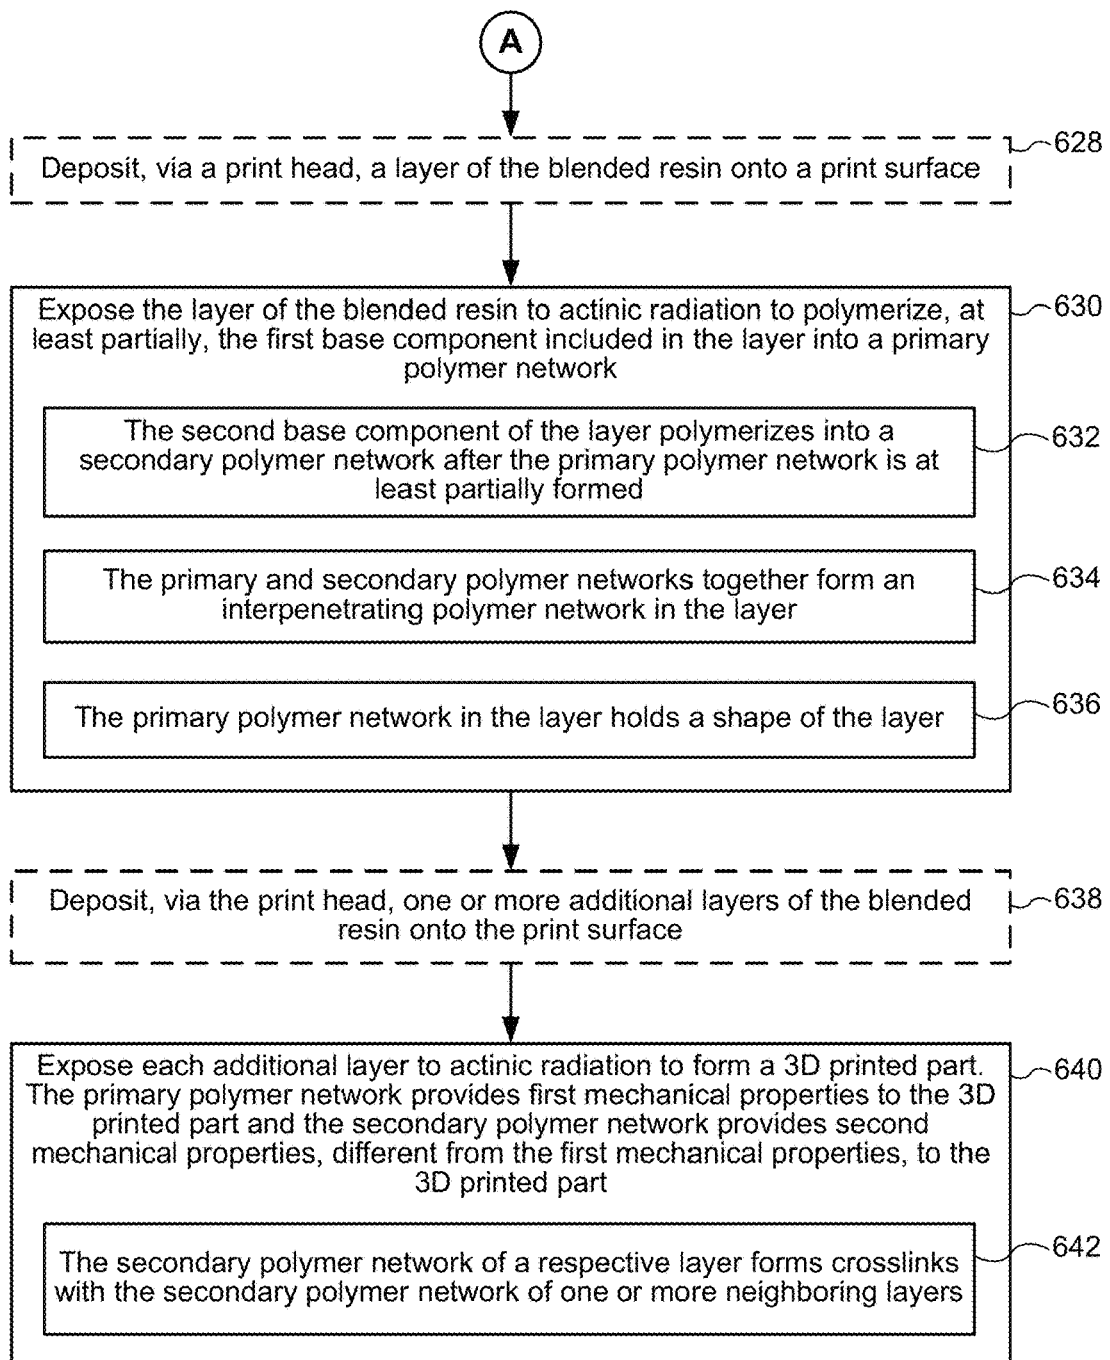 A
Deposit, via a print head, a layer of the blended resin onto a print surface
628
Expose the layer of the blended resin to actinic radiation to polymerize, at
least partially, the first base component included in the layer into a primary
polymer network
630
The second base component of the layer polymerizes into a
secondary polymer network after the primary polymer network is at
least partially formed
632
The primary and secondary polymer networks together form an
interpenetrating polymer network in the layer
634
The primary polymer network in the layer holds a shape of the layer
636
Deposit, via the print head, one or more additional layers of the blended
resin onto the print surface
638
Expose each additional layer to actinic radiation to form a 3D printed part.
The primary polymer network provides first mechanical properties to the 3D
printed part and the secondary polymer network provides second
mechanical properties, different from the first mechanical properties, to the
3D printed part
640
The secondary polymer network of a respective layer forms crosslinks
with the secondary polymer network of one or more neighboring layers
642